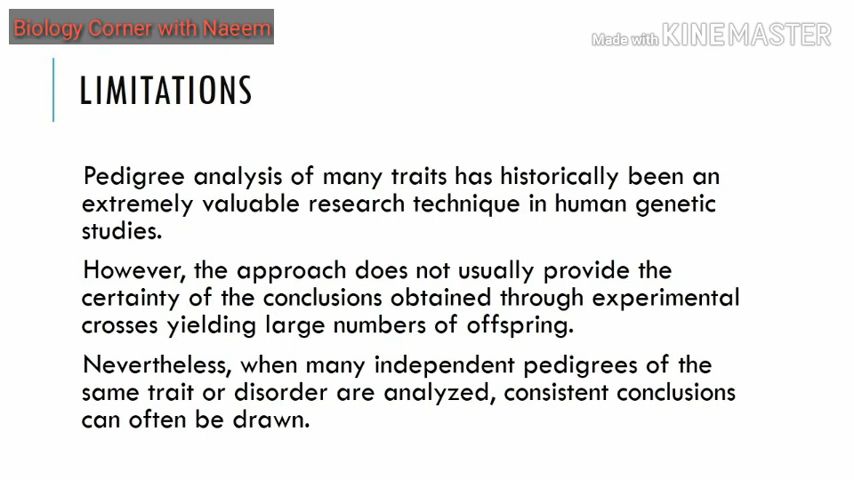 Biology Corner with Naeem
Made with KINEMASTER
LIMITATIONS
Pedigree analysis of many traits has historically been an
extremely valuable research technique in human genetic
studies.
However, the approach does not usually provide the
certainty of the conclusions obtained through experimental
crosses yielding large numbers of offspring.
Nevertheless, when many independent pedigrees of the
same trait or disorder are analyzed, consistent conclusions
can often be drawn.